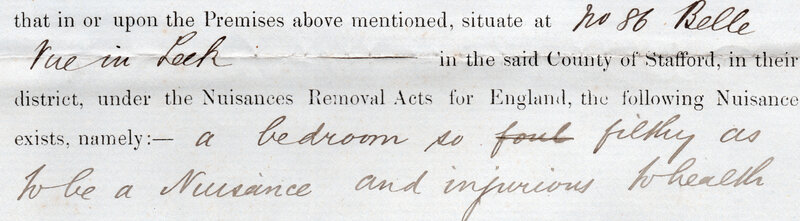 that in or upon the Premises above mentioned, situate at no 86 Belle
Vue in Leek in the said County of Stafford, in their
district, under the Nuisances Removal Acts for England, the following Nuisance
exists, namely:— a bedroom so foul filthy as
to be a Nuisance and injurious to health